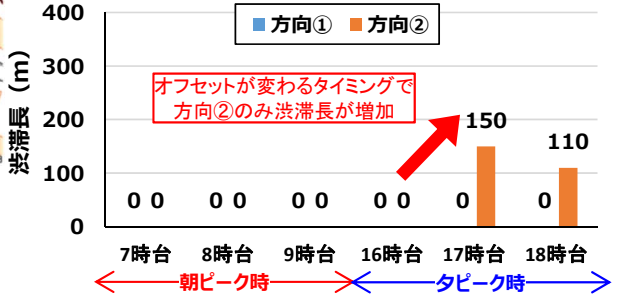 400
方向① 方向②
300
オフセットが変わるタイミングで
方向②のみ渋滞長が増加
渋滞長（m）
200
150
110
100
0 0 0 0 0 0 0 0 0 0
0
7時台 8時台 9時台 16時台 17時台 18時台
朝ピーク時 夕ピーク時